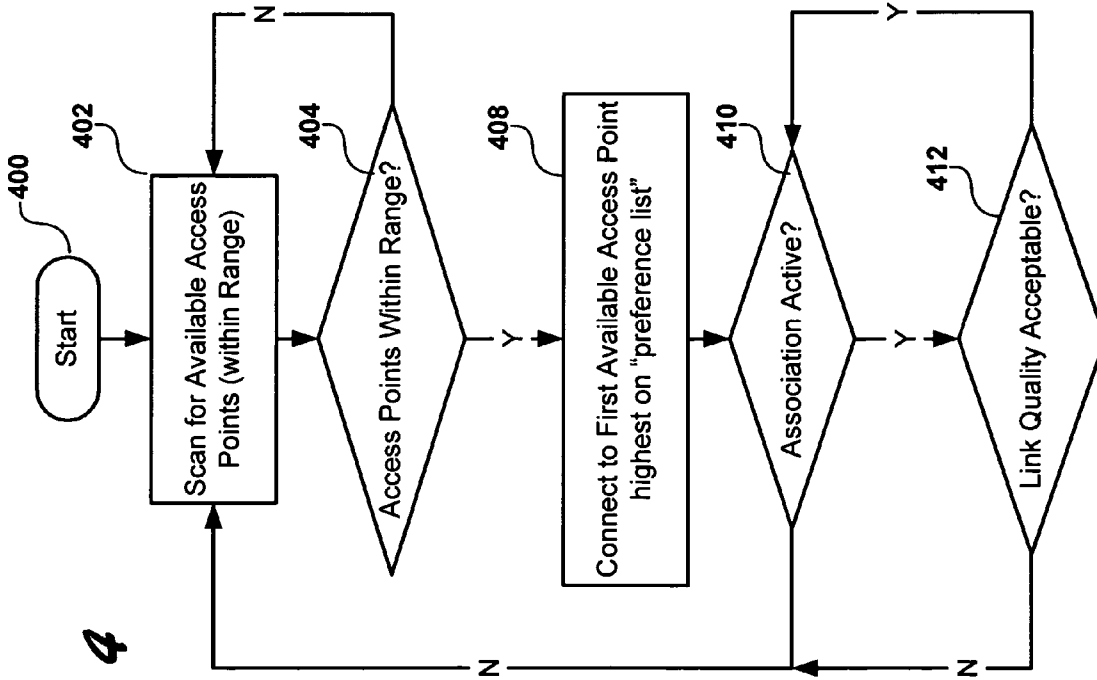 4
400
Start
402
Scan for Available Access
Points (within Range)
N
404
Access Points Within Range?
Y
408
Connect to First Available Access Point
highest on “preference list”
410
Association Active?
N
Y
Y
412
Link Quality Acceptable?
N